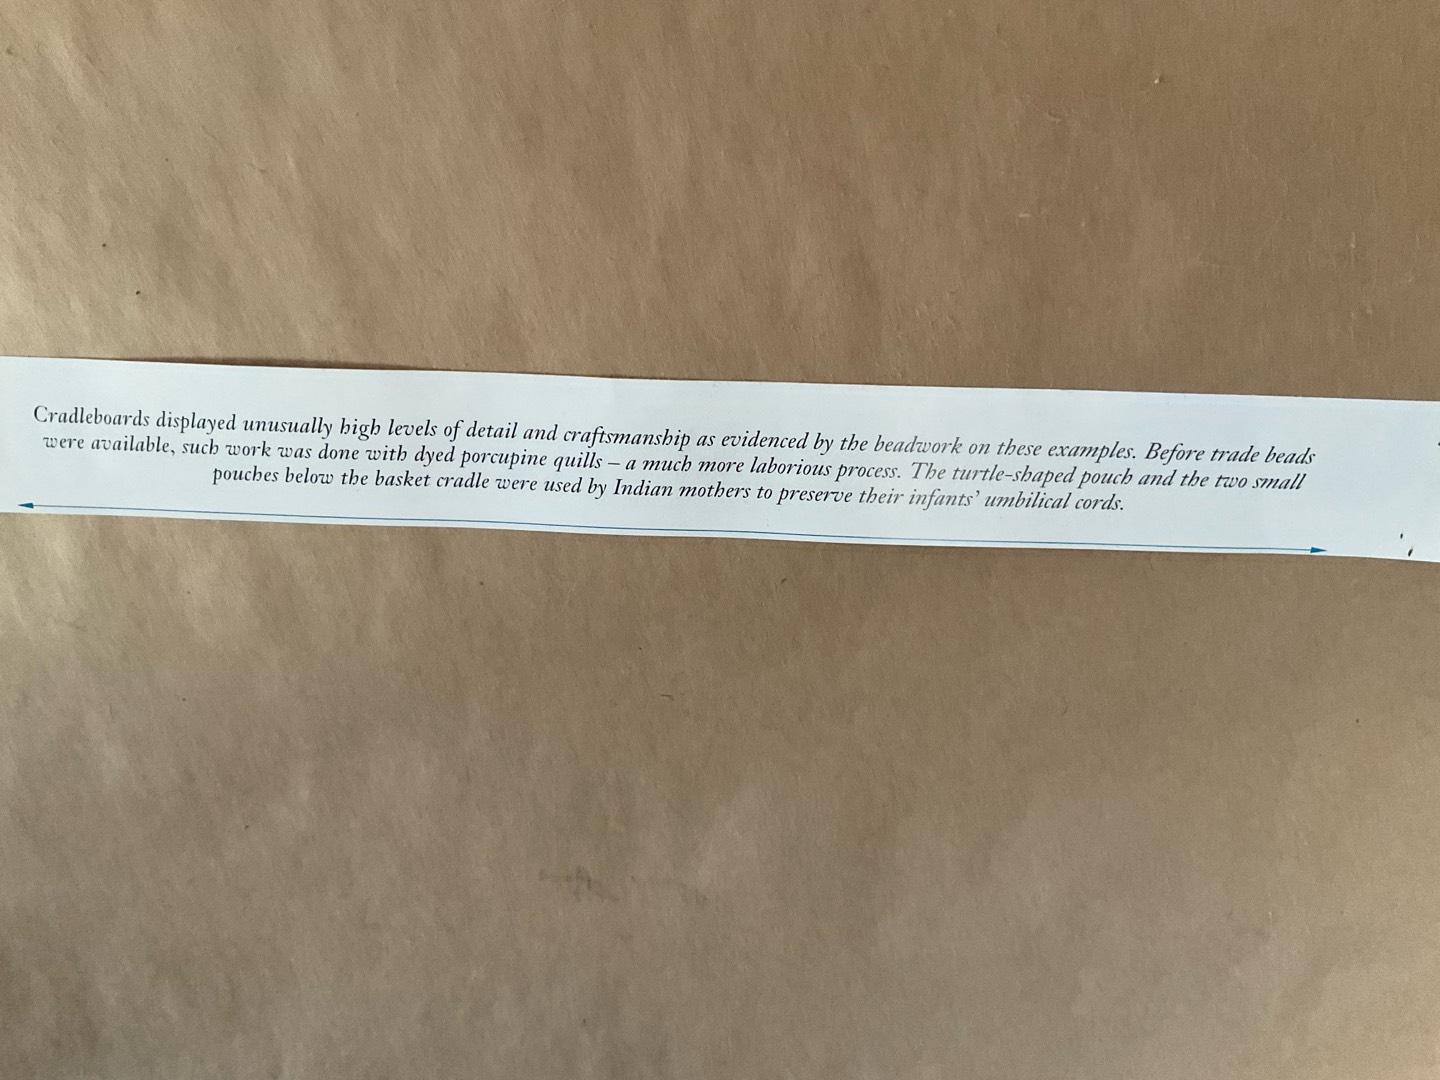 Cradleboards displayed unusually high levels of detail and craftsmanship as evidenced by the beadwork on these examples. Before trade beads
were available, such work was done with dyed porcupine quills – a much more laborious process. The turtle-shaped pouch and the two small
pouches below the basket cradle were used by Indian mothers to preserve their infants’ umbilical cords.